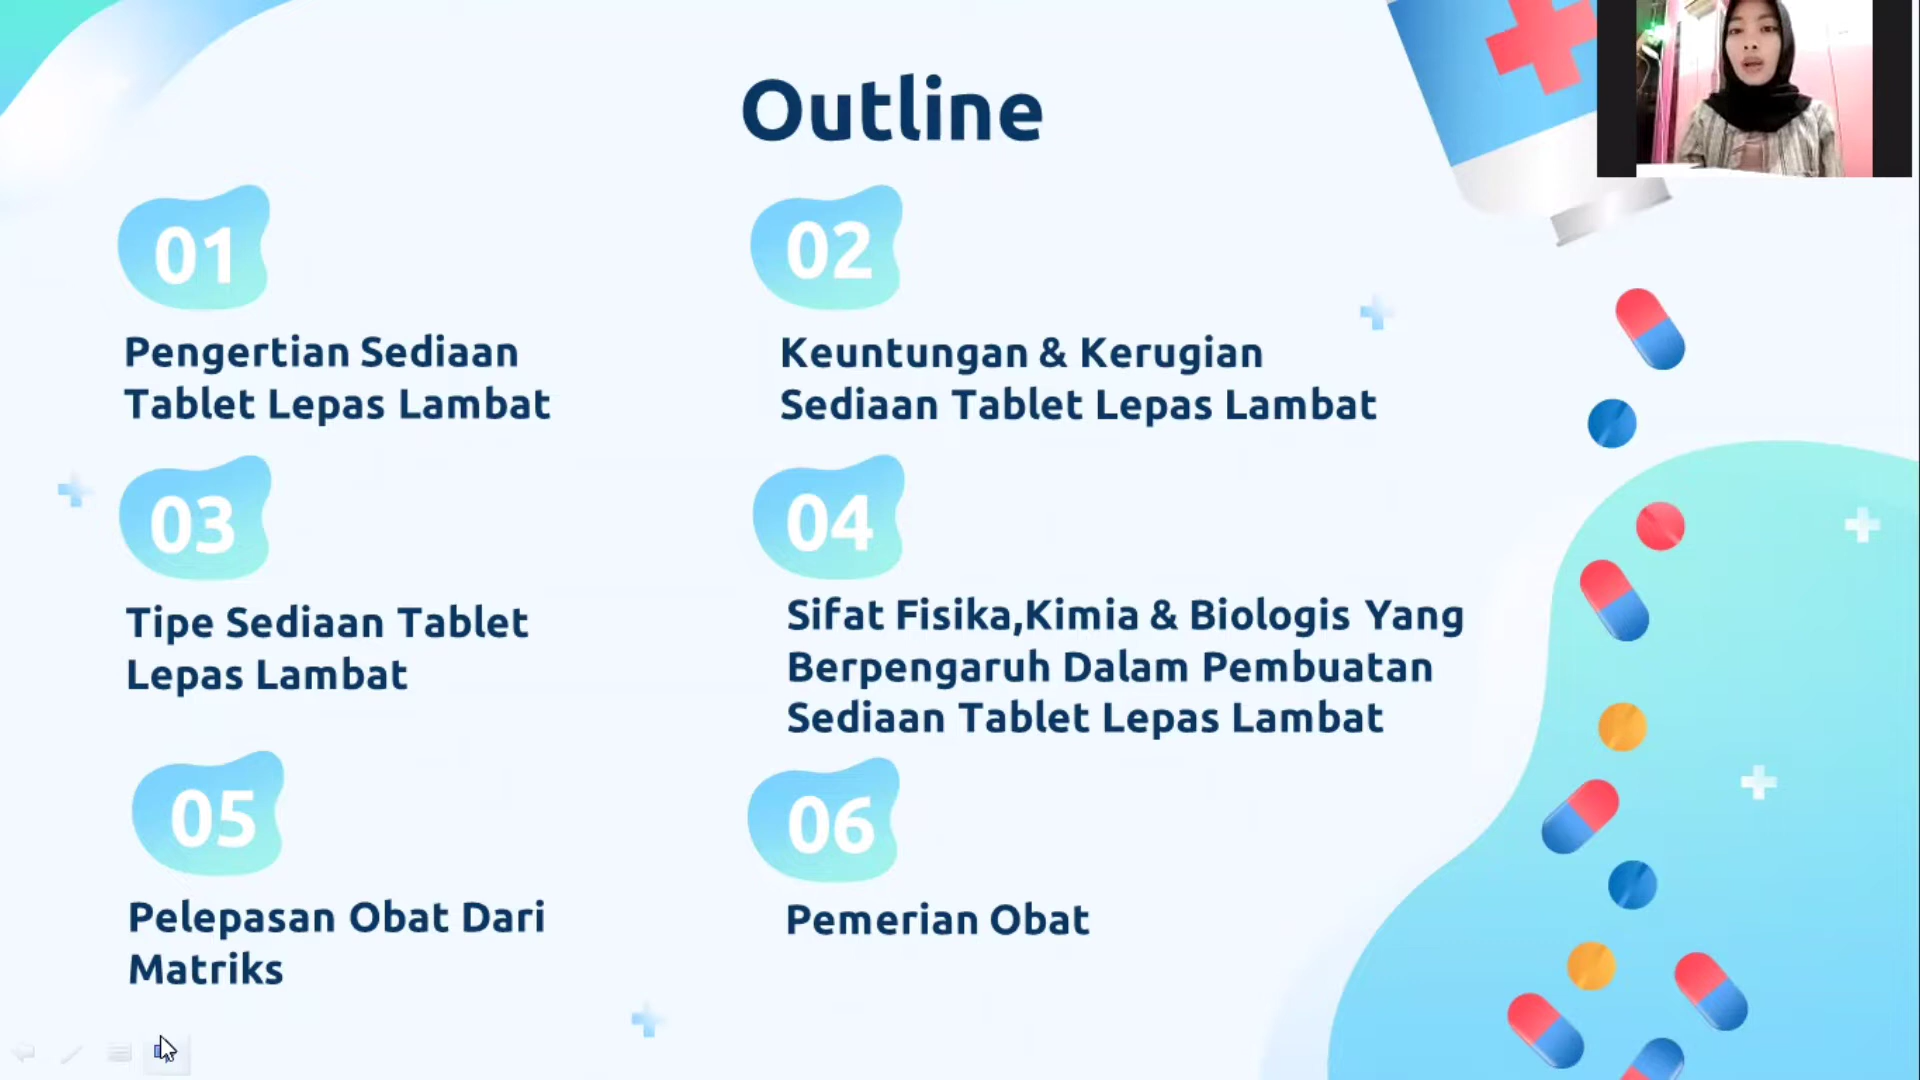 Outline
01
Pengertian Sediaan
Tablet Lepas Lambat
02
Keuntungan & Kerugian
Sediaan Tablet Lepas Lambat
03
Tipe Sediaan Tablet
Lepas Lambat
04
Sifat Fisika,Kimia & Biologis Yang
Berpengaruh Dalam Pembuatan
Sediaan Tablet Lepas Lambat
05
Pelepasan Obat Dari
Matriks
06
Pemerian Obat